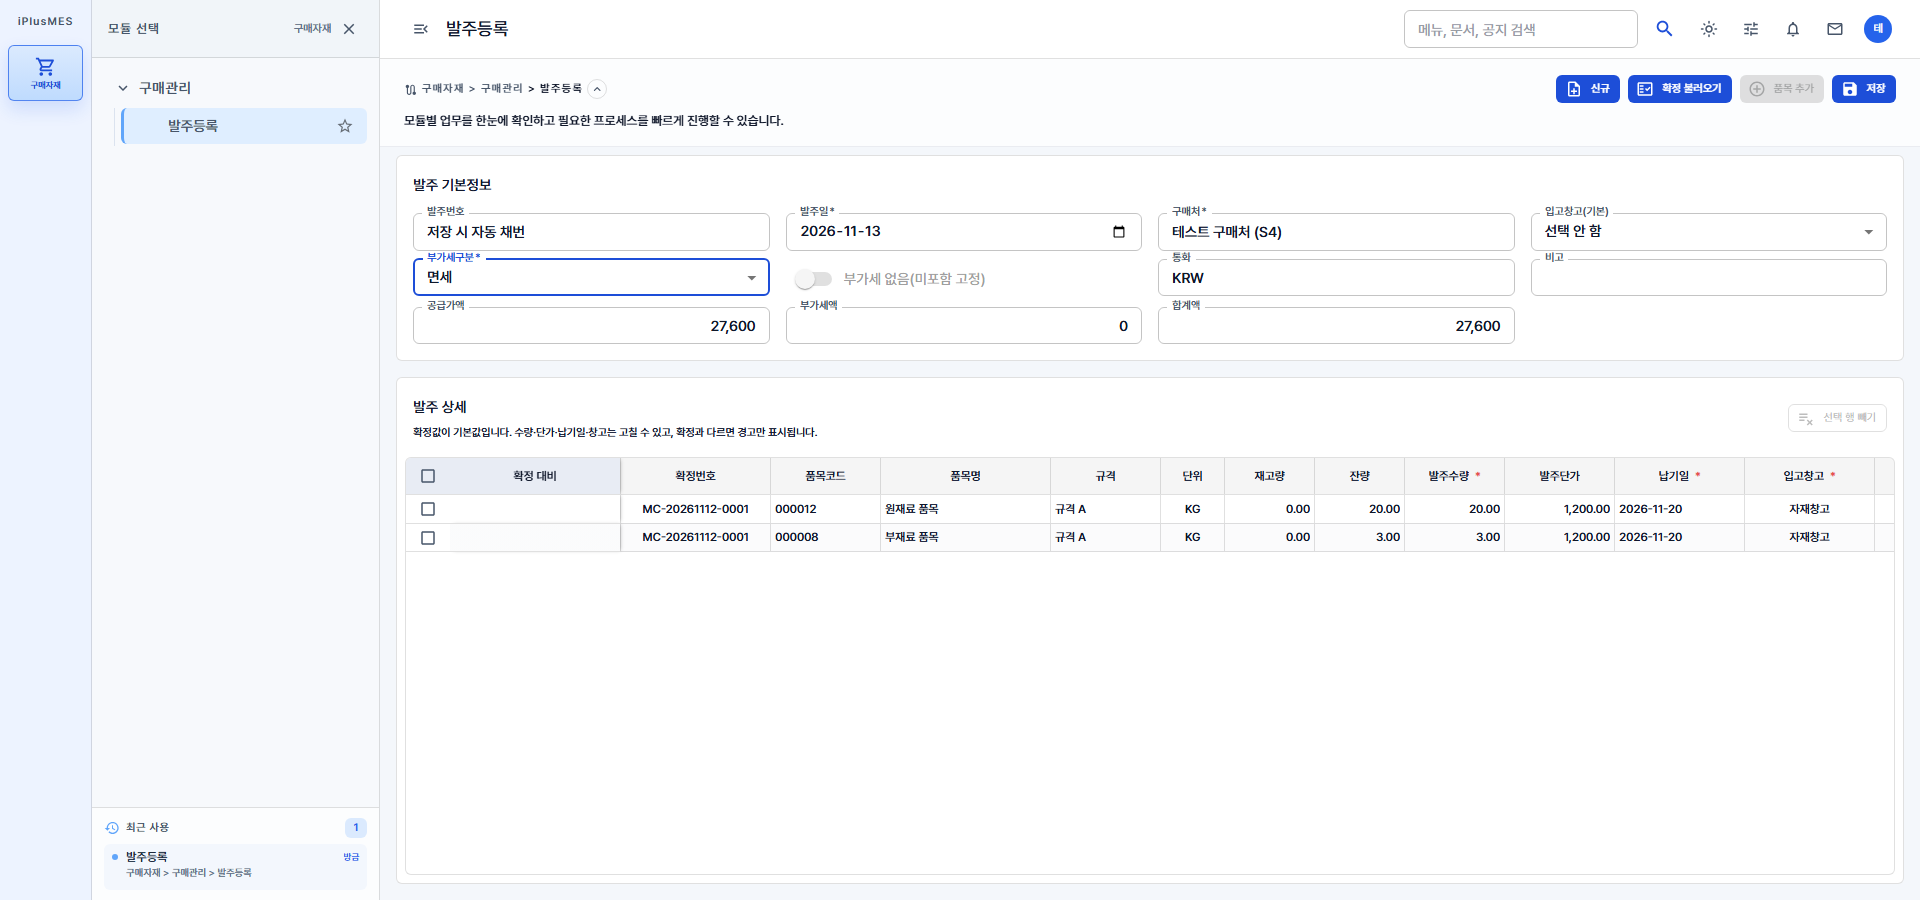 iPlusMES
구매자재
모듈 선택
구매자재
구매관리
발주등록
최근 사용
1
발주등록
방금
구매자재 > 구매관리 > 발주등록
발주등록
메뉴, 문서, 공지 검색
테
구매자재 > 구매관리 > 발주등록
신규
확정 불러오기
품목 추가
저장
모듈별 업무를 한눈에 확인하고 필요한 프로세스를 빠르게 진행할 수 있습니다.
발주 기본정보
발주번호
저장 시 자동 채번
발주일*
2026-11-13
구매처*
테스트 구매처 (S4)
입고창고(기본)
선택 안 함
부가세구분*
면세
부가세 없음(미포함 고정)
통화
KRW
비고
공급가액
27,600
부가세액
0
합계액
27,600
발주 상세
확정값이 기본값입니다. 수량·단가·납기일·창고는 고칠 수 있고, 확정과 다르면 경고만 표시됩니다.
선택 행 빼기
확정 대비 확정번호 품목코드 품목명 규격 단위 재고량 잔량 발주수량 * 발주단가 납기일 * 입고창고 *
MC-20261112-0001 000012 원재료 품목 규격 A KG 0.00 20.00 20.00 1,200.00 2026-11-20 자재창고
MC-20261112-0001 000008 부재료 품목 규격 A KG 0.00 3.00 3.00 1,200.00 2026-11-20 자재창고